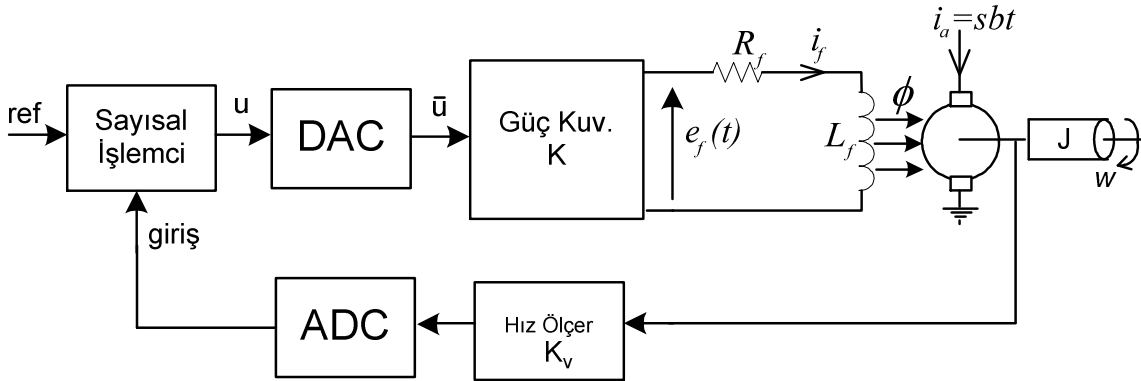 ref
Sayısal
İşlemci
u
DAC
ū
Güç Kuv.
K
R_f
i_f
e_f(t)
L_f
ϕ
i_a=sbt
J
w
giriş
ADC
Hız Ölçer
K_v